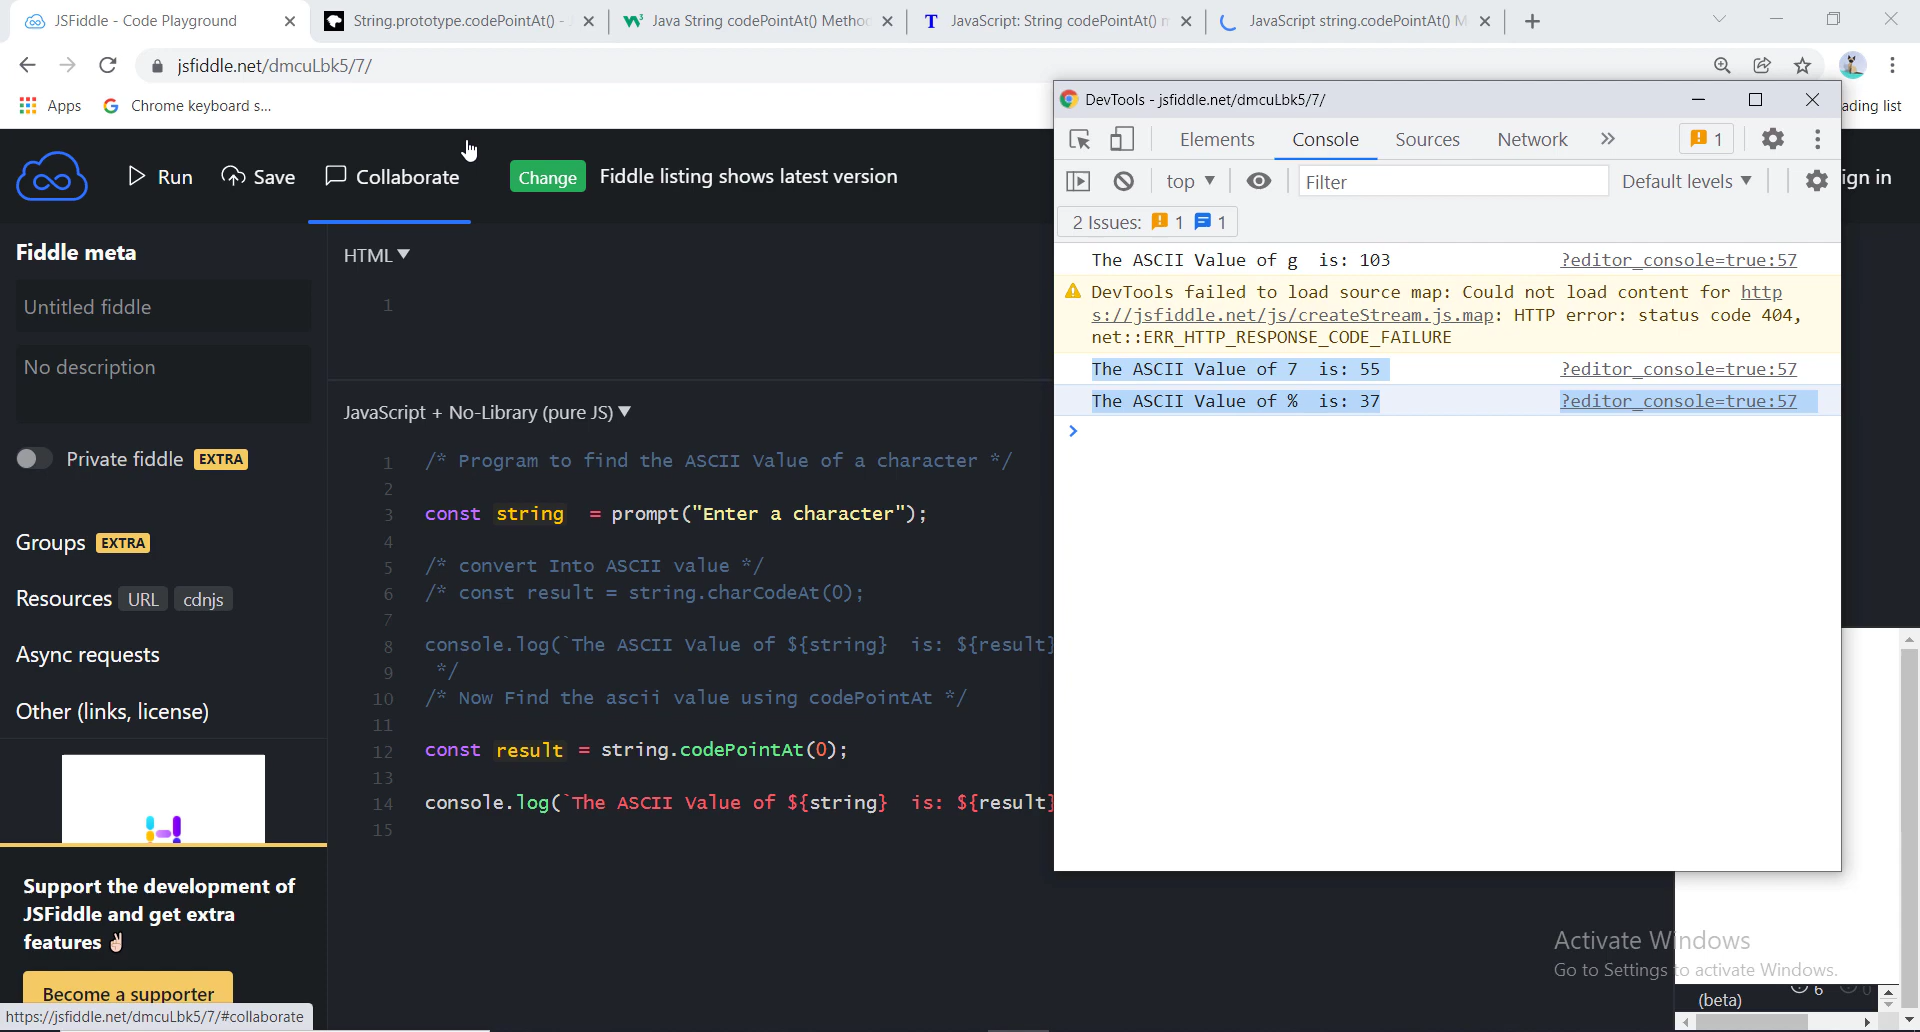 JSFiddle - Code Playground
String.prototype.codePointAt() -
Java String codePointAt() Metho
JavaScript: String codePointAt() m
JavaScript string.codePointAt() M
jsfiddle.net/dmcuLbk5/7/
Apps
Chrome keyboard s...
ading list
Run
Save
Collaborate
Change
Fiddle listing shows latest version
ign in
Fiddle meta
Untitled fiddle
No description
Private fiddle EXTRA
Groups EXTRA
Resources URL cdnjs
Async requests
Other (links, license)
Support the development of
JSFiddle and get extra
features
Become a supporter
https://jsfiddle.net/dmcuLbk5/7/#collaborate
HTML
1
JavaScript + No-Library (pure JS)
1 /* Program to find the ASCII Value of a character */
2
3 const string = prompt("Enter a character");
4
5 /* convert Into ASCII value */
6 /* const result = string.charCodeAt(0);
7
8 console.log(`The ASCII Value of ${string} is: ${result}
9 */
10 /* Now Find the ascii value using codePointAt */
11
12 const result = string.codePointAt(0);
13
14 console.log(`The ASCII Value of ${string} is: ${result}
15
DevTools - jsfiddle.net/dmcuLbk5/7/
Elements Console Sources Network » 1
top Filter Default levels
2 Issues: 1 1
The ASCII Value of g is: 103 ?editor_console=true:57
DevTools failed to load source map: Could not load content for http
s://jsfiddle.net/js/createStream.js.map: HTTP error: status code 404,
net::ERR_HTTP_RESPONSE_CODE_FAILURE
The ASCII Value of 7 is: 55 ?editor_console=true:57
The ASCII Value of % is: 37 ?editor_console=true:57
Activate Windows
Go to Settings to activate Windows.
(beta) 6 0